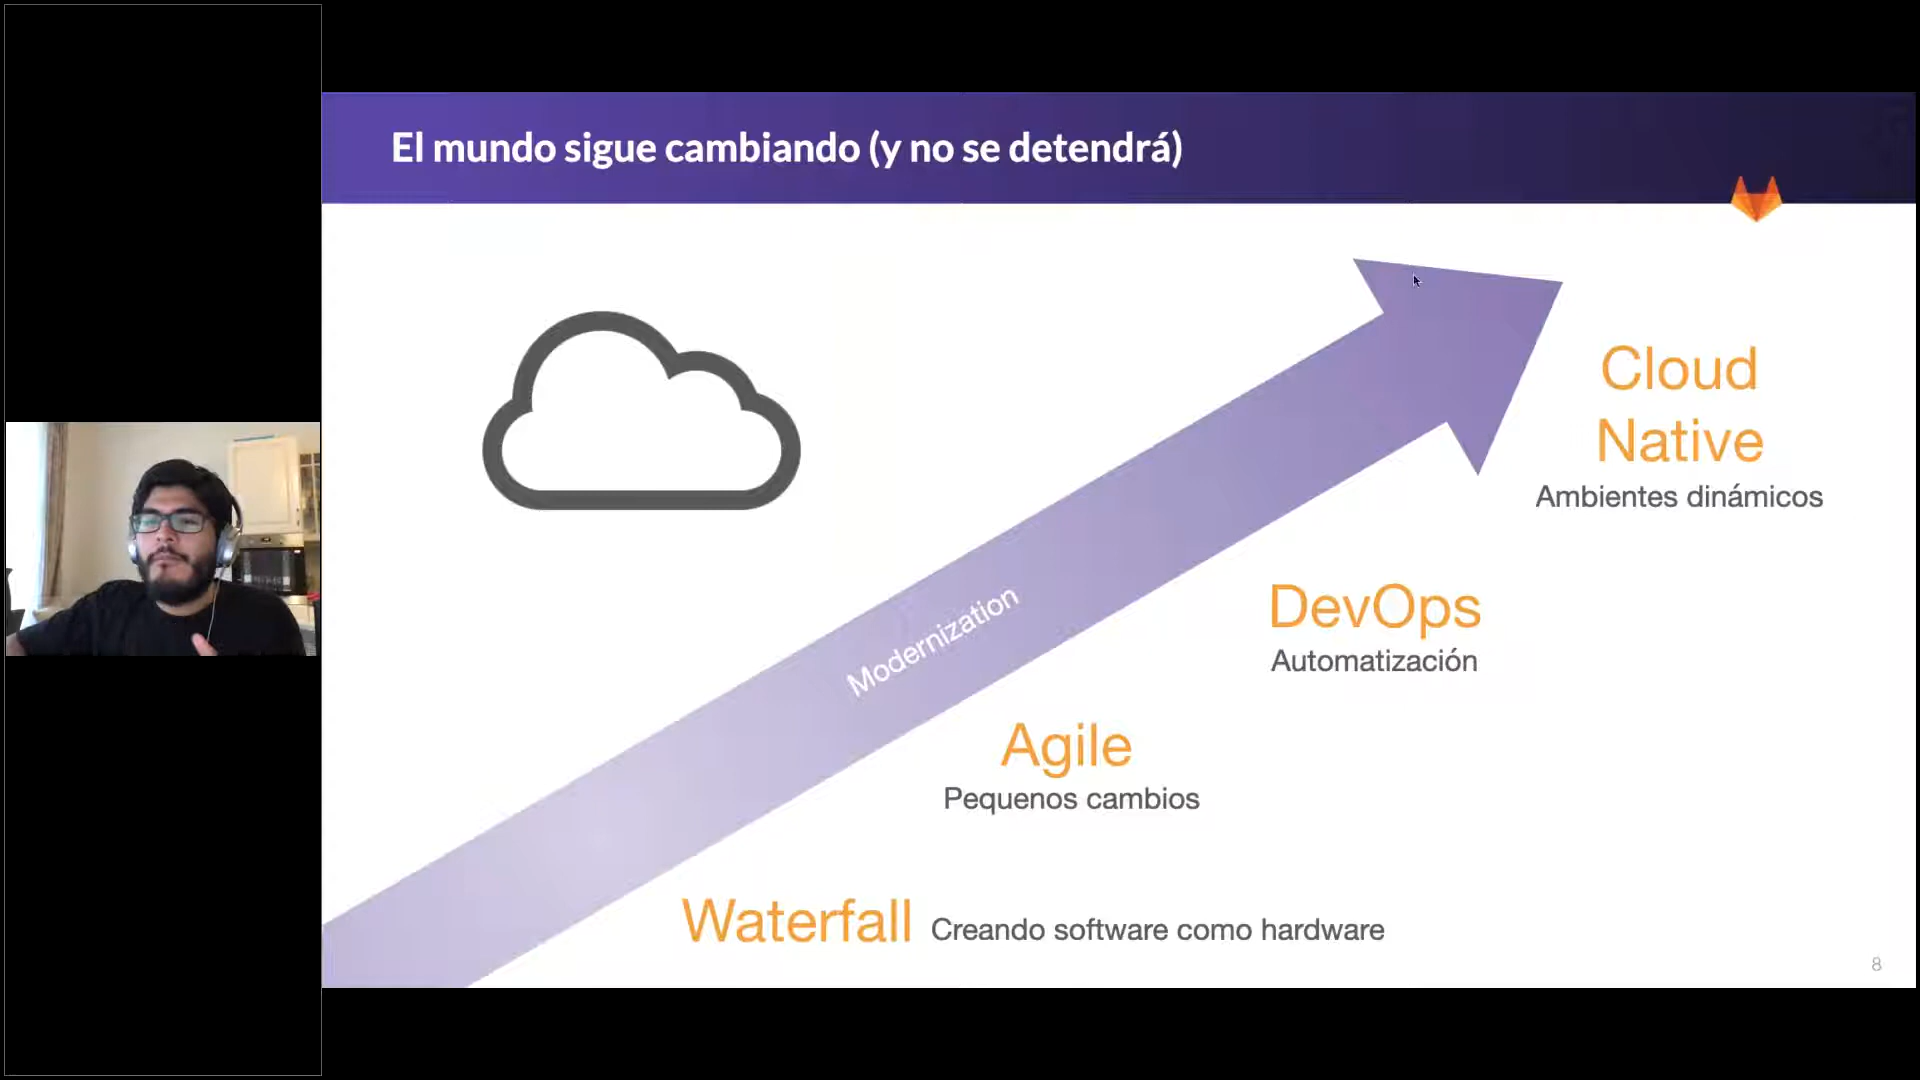 El mundo sigue cambiando (y no se detendrá)
Cloud
Native
Ambientes dinámicos
DevOps
Automatización
Modernization
Agile
Pequenos cambios
Waterfall Creando software como hardware
8